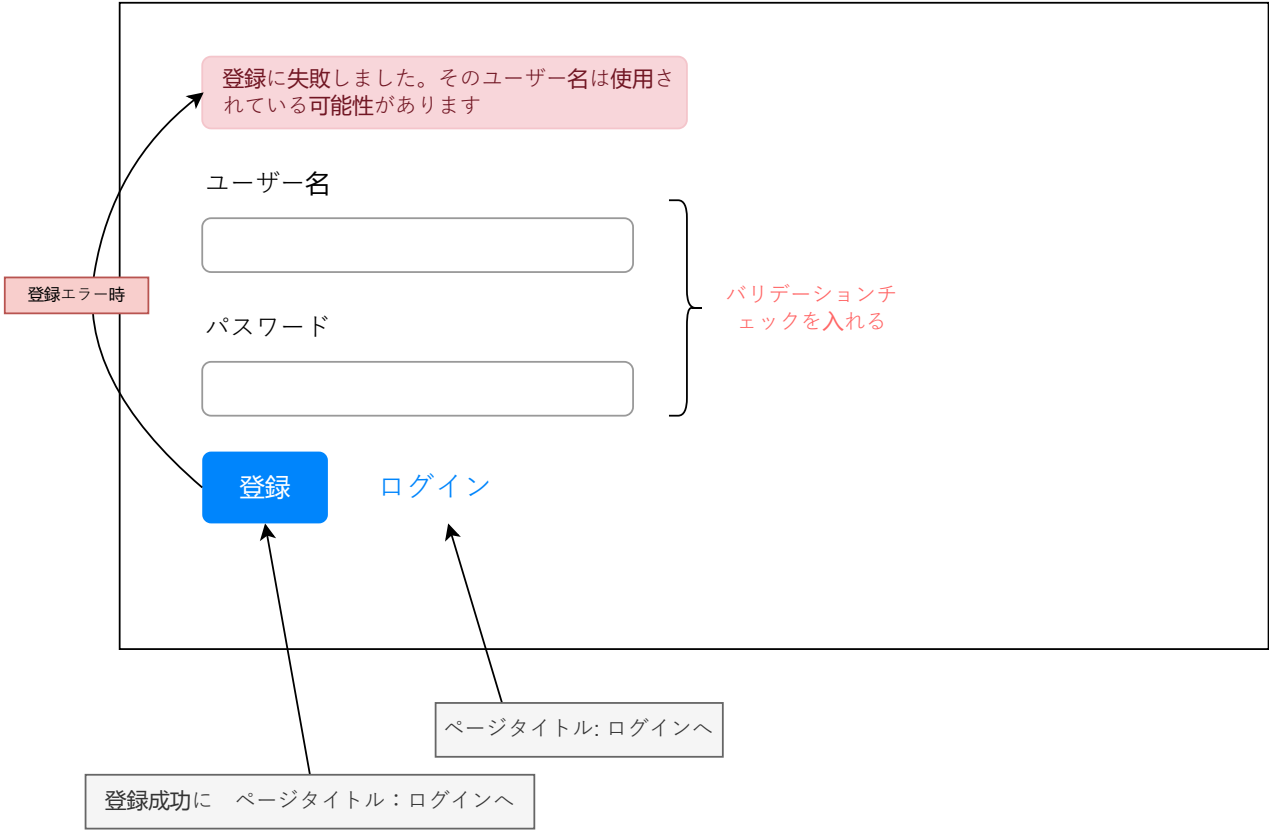 登録に失敗しました。そのユーザー名は使用さ
れている可能性があります
ユーザー名
登録エラー時
バリデーションチ
ェックを入れる
パスワード
登録
ログイン
ページタイトル: ログインへ
登録成功に　ページタイトル：ログインへ